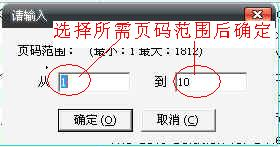 请输入
选择所需页码范围后确定
页码范围： (最小：1 最大：1812)
从 1 到 10
确定(O) 取消(C)